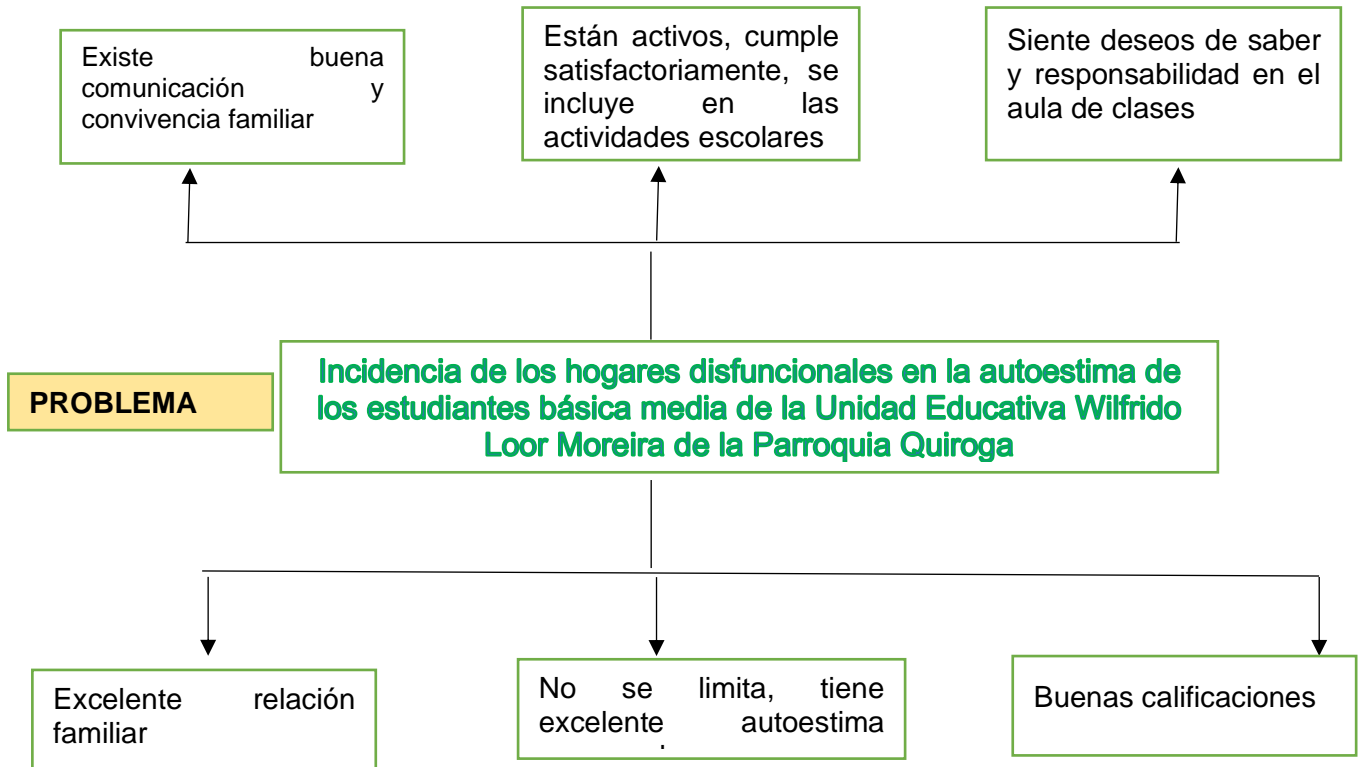 Existe buena
comunicación y
convivencia familiar
Están activos, cumple
satisfactoriamente, se
incluye en las
actividades escolares
Siente deseos de saber
y responsabilidad en el
aula de clases
PROBLEMA
Incidencia de los hogares disfuncionales en la autoestima de
los estudiantes básica media de la Unidad Educativa Wilfrido
Loor Moreira de la Parroquia Quiroga
Excelente relación
familiar
No se limita, tiene
excelente autoestima
Buenas calificaciones